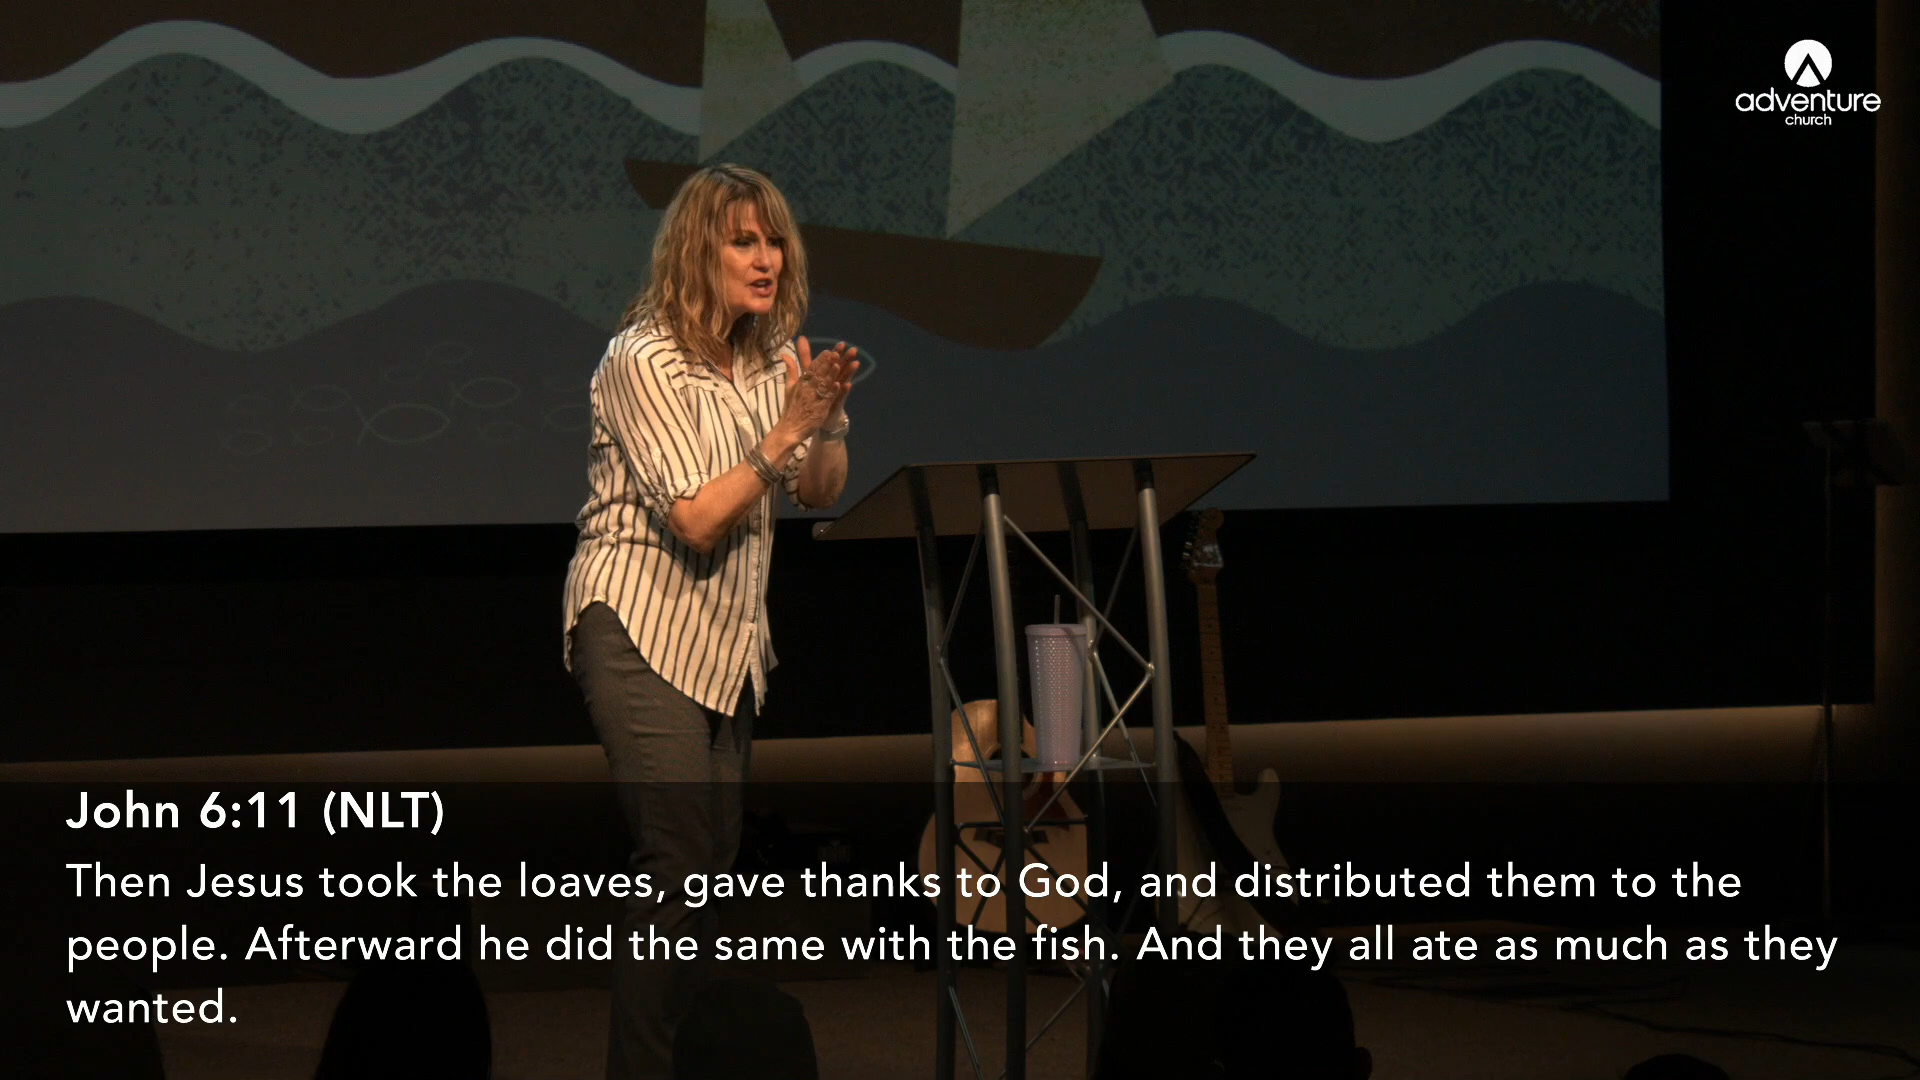 adventure
church
John 6:11 (NLT)
Then Jesus took the loaves, gave thanks to God, and distributed them to the
people. Afterward he did the same with the fish. And they all ate as much as they
wanted.